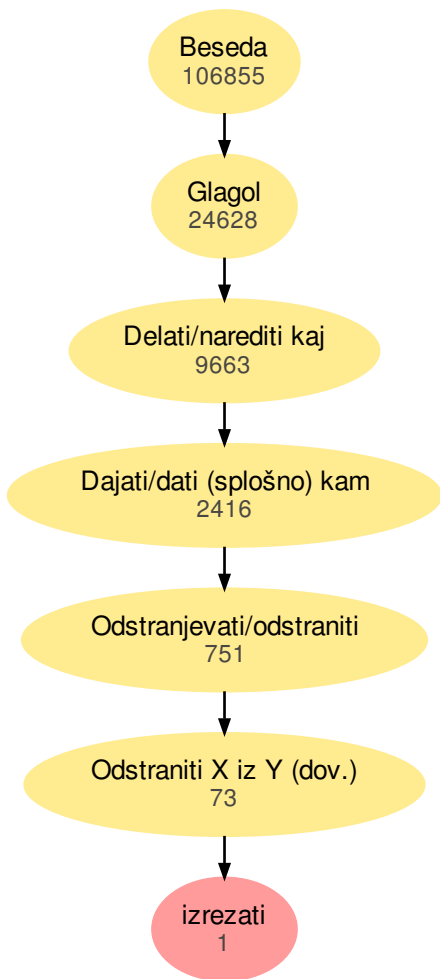 Beseda
106855
Glagol
24628
Delati/narediti kaj
9663
Dajati/dati (splošno) kam
2416
Odstranjevati/odstraniti
751
Odstraniti X iz Y (dov.)
73
izrezati
1